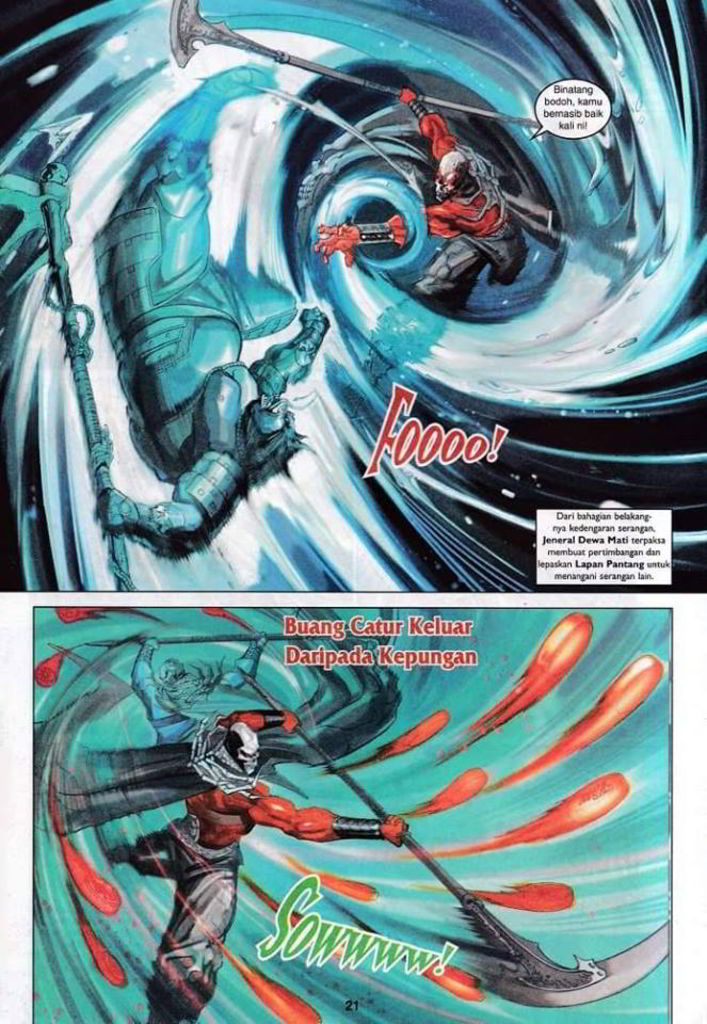 Binatang
bodoh, kamu
bernasib baik
kali ni!
Foooo!
Dari bahagian belakang-
nya kedengaran serangan,
Jeneral Dewa Mati terpaksa
membuat pertimbangan dan
lepaskan Lapan Pantang untuk
menangani serangan lain.
Buang Catur Keluar
Daripada Kepungan
Sowwww!
21